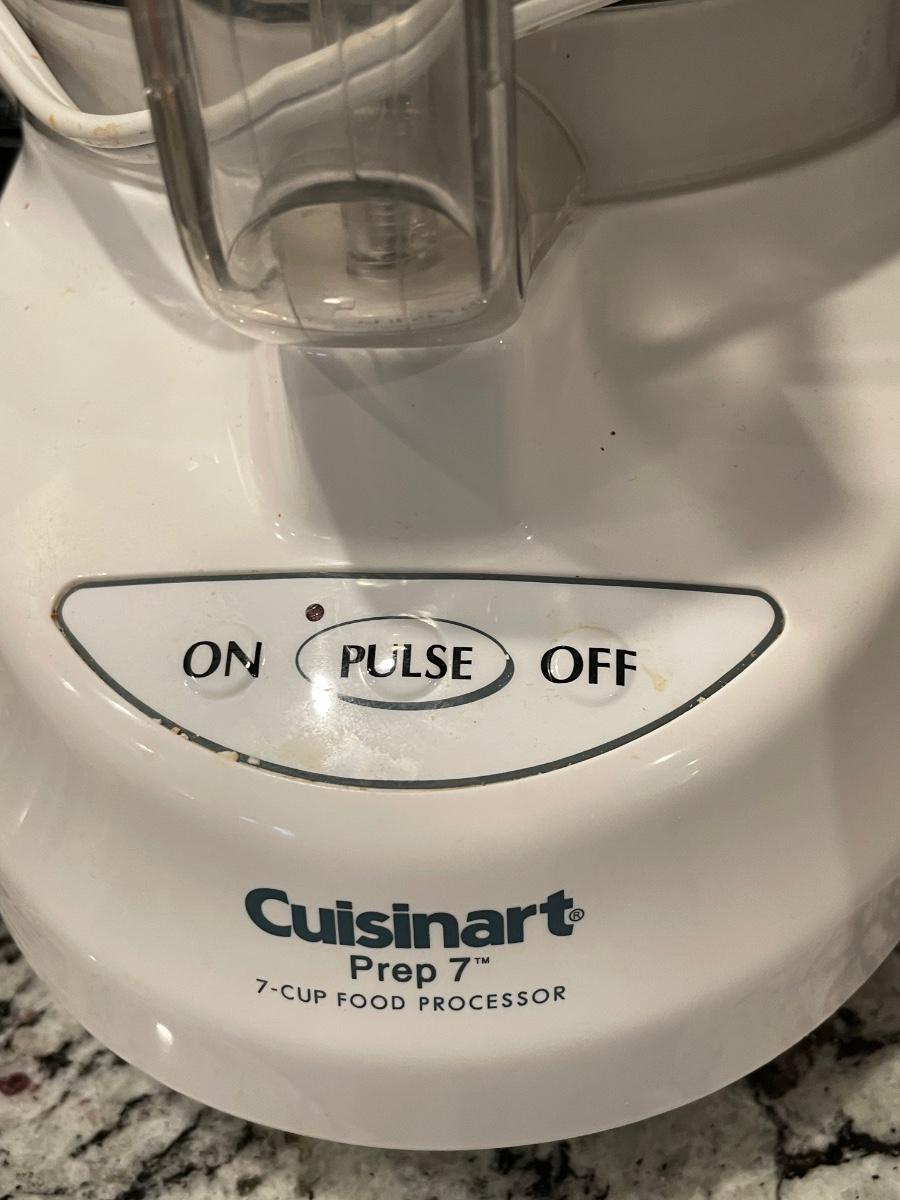 ON PULSE OFF
Cuisinart®
Prep 7™
7-CUP FOOD PROCESSOR